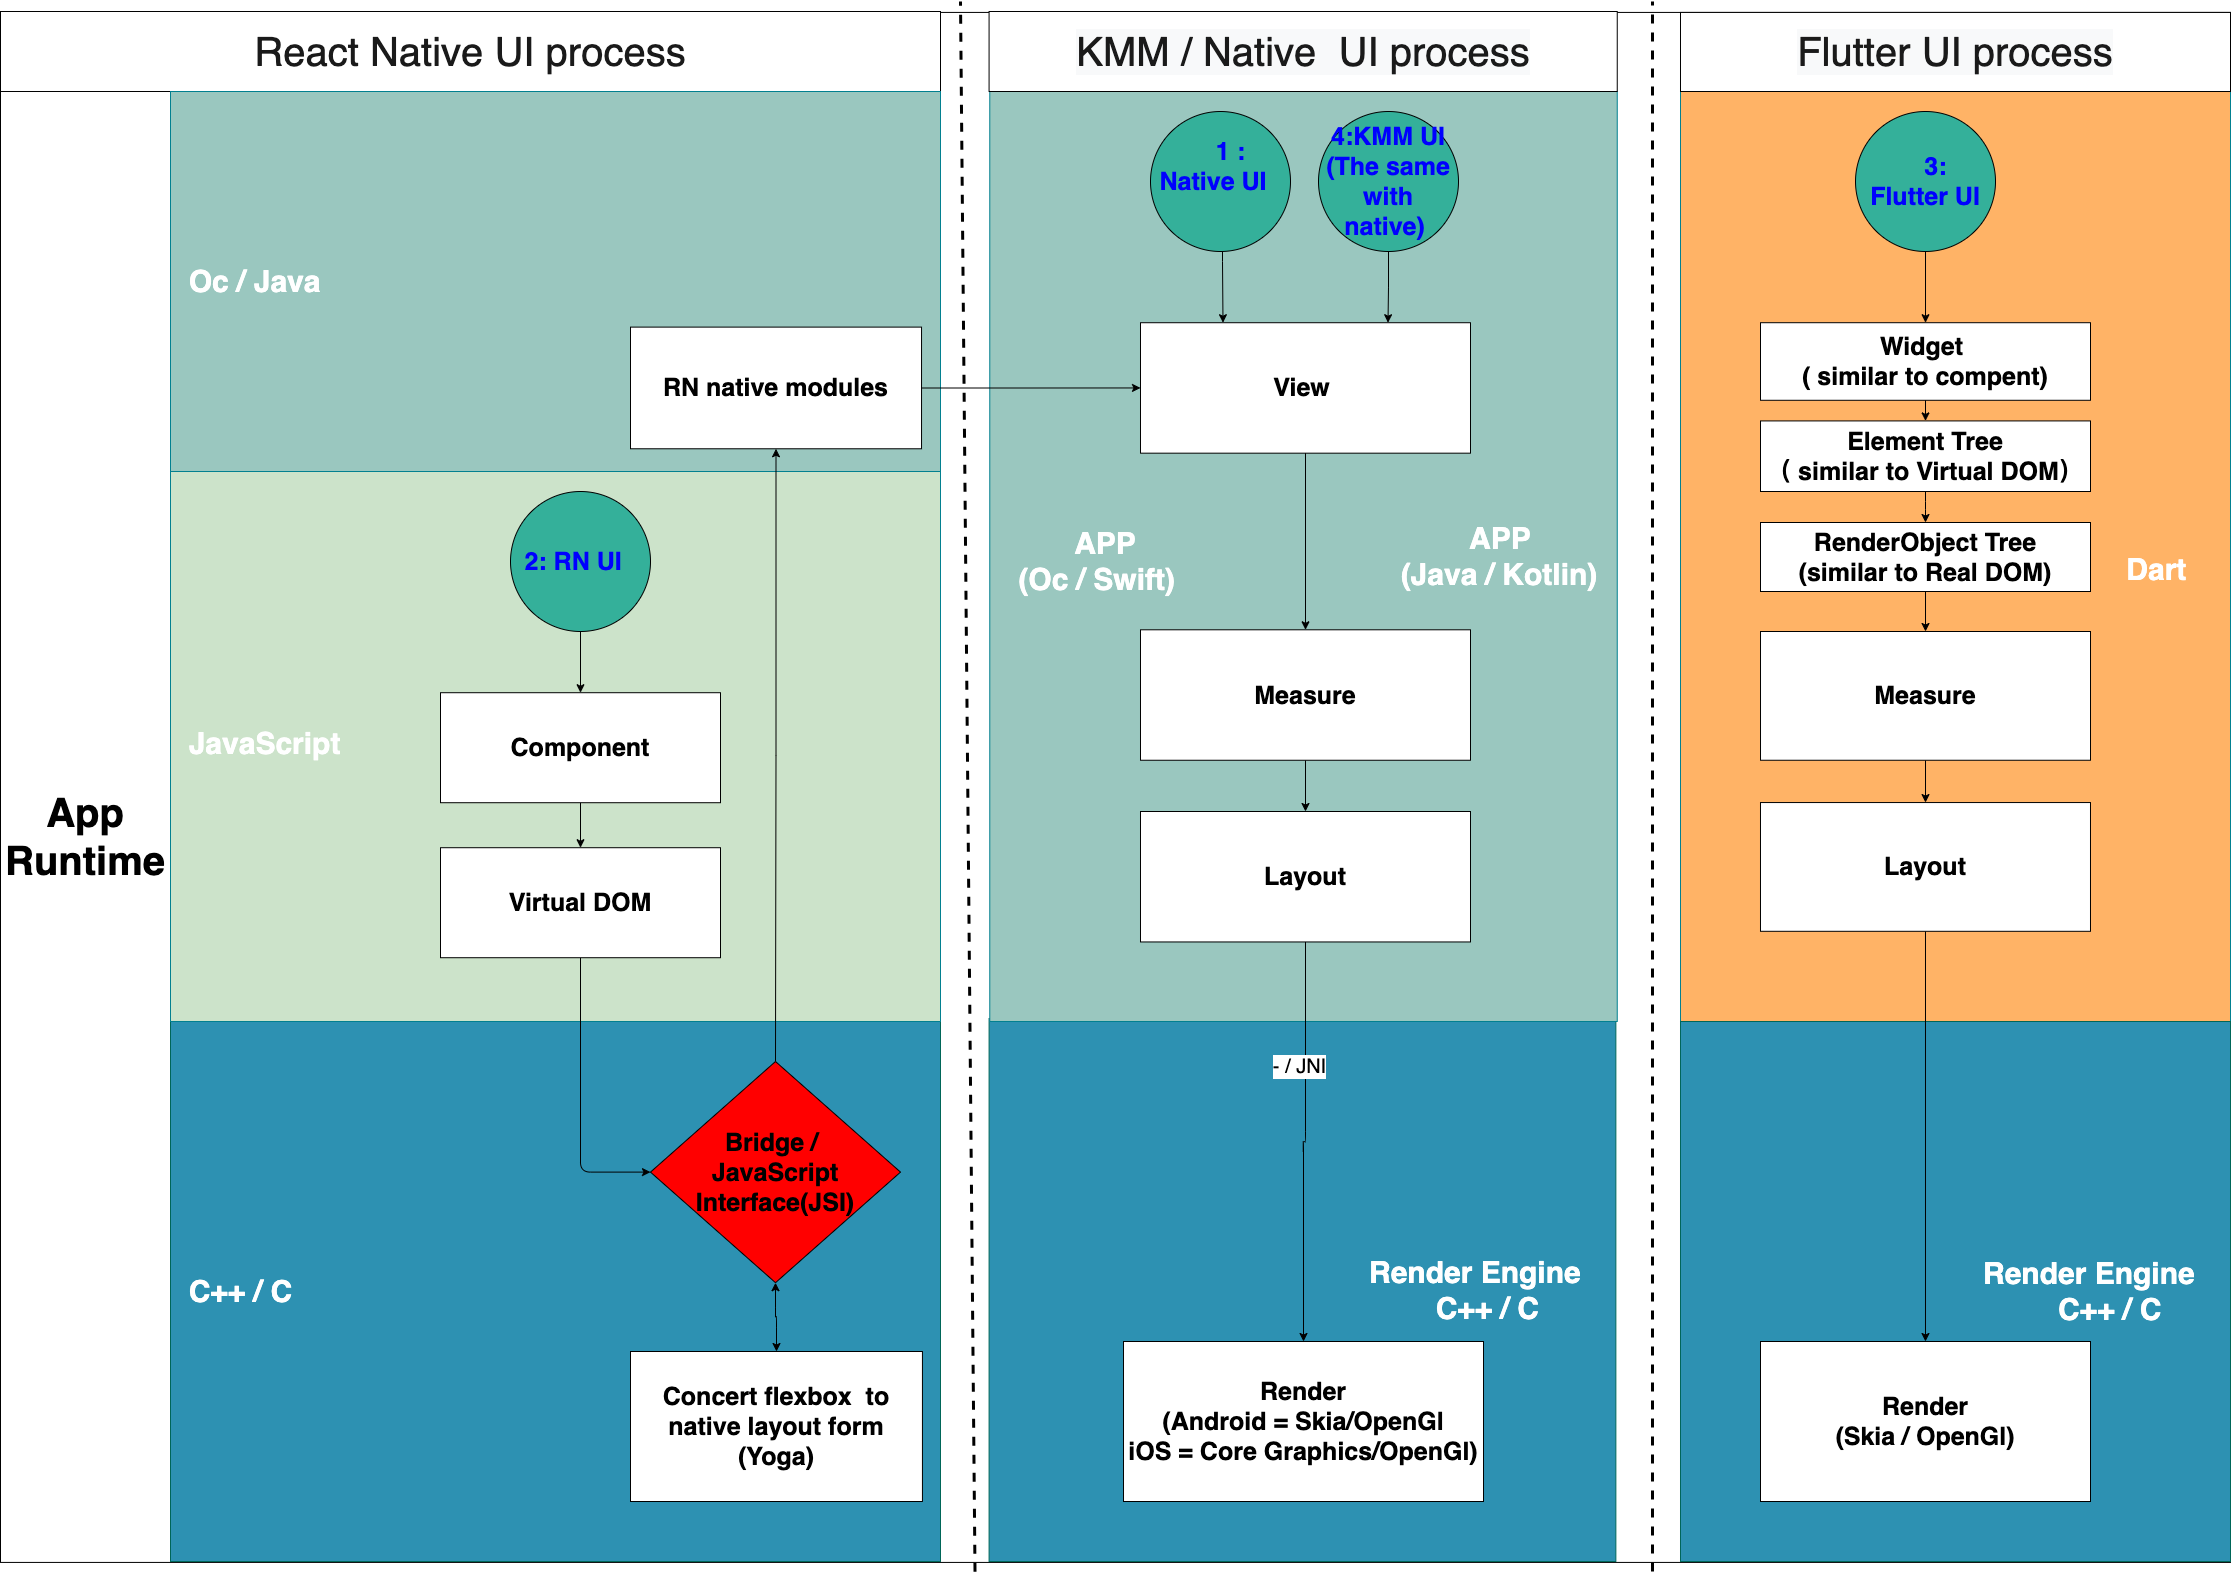 React Native UI process
KMM / Native  UI process
Flutter UI process
App
Runtime
Oc / Java
RN native modules
2: RN UI
JavaScript
Component
Virtual DOM
Bridge /
JavaScript
Interface(JSI)
C++ / C
Concert flexbox  to
native layout form
(Yoga)
1 :
Native UI
4:KMM UI
(The same
with
native)
View
APP
(Oc / Swift)
APP
(Java / Kotlin)
Measure
Layout
- / JNI
Render Engine
C++ / C
Render
(Android = Skia/OpenGl
iOS = Core Graphics/OpenGl)
3:
Flutter UI
Widget
( similar to compent)
Element Tree
( similar to Virtual DOM)
RenderObject Tree
(similar to Real DOM)
Dart
Measure
Layout
Render Engine
C++ / C
Render
(Skia / OpenGl)